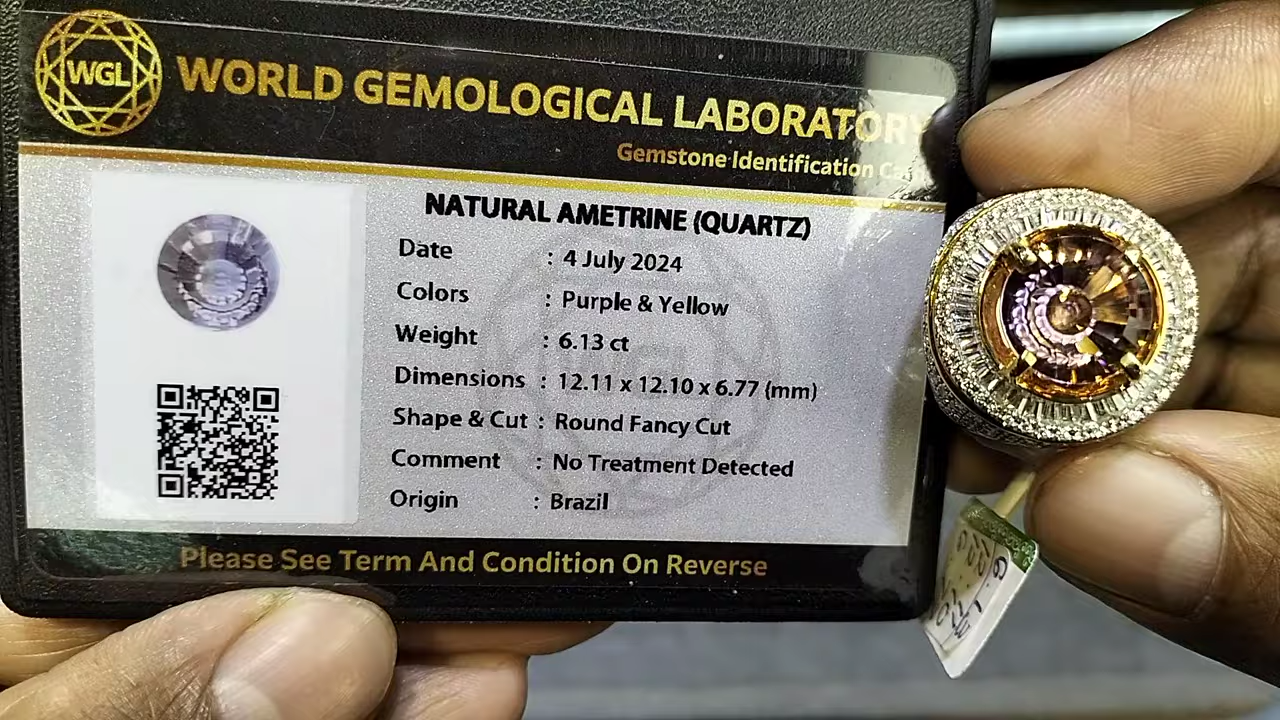 WGL
WORLD GEMOLOGICAL LABORATORY
Gemstone Identification
NATURAL AMETRINE (QUARTZ)
Date : 4 July 2024
Colors : Purple & Yellow
Weight : 6.13 ct
Dimensions : 12.11 x 12.10 x 6.77 (mm)
Shape & Cut : Round Fancy Cut
Comment : No Treatment Detected
Origin : Brazil
Please See Term And Condition On Reverse